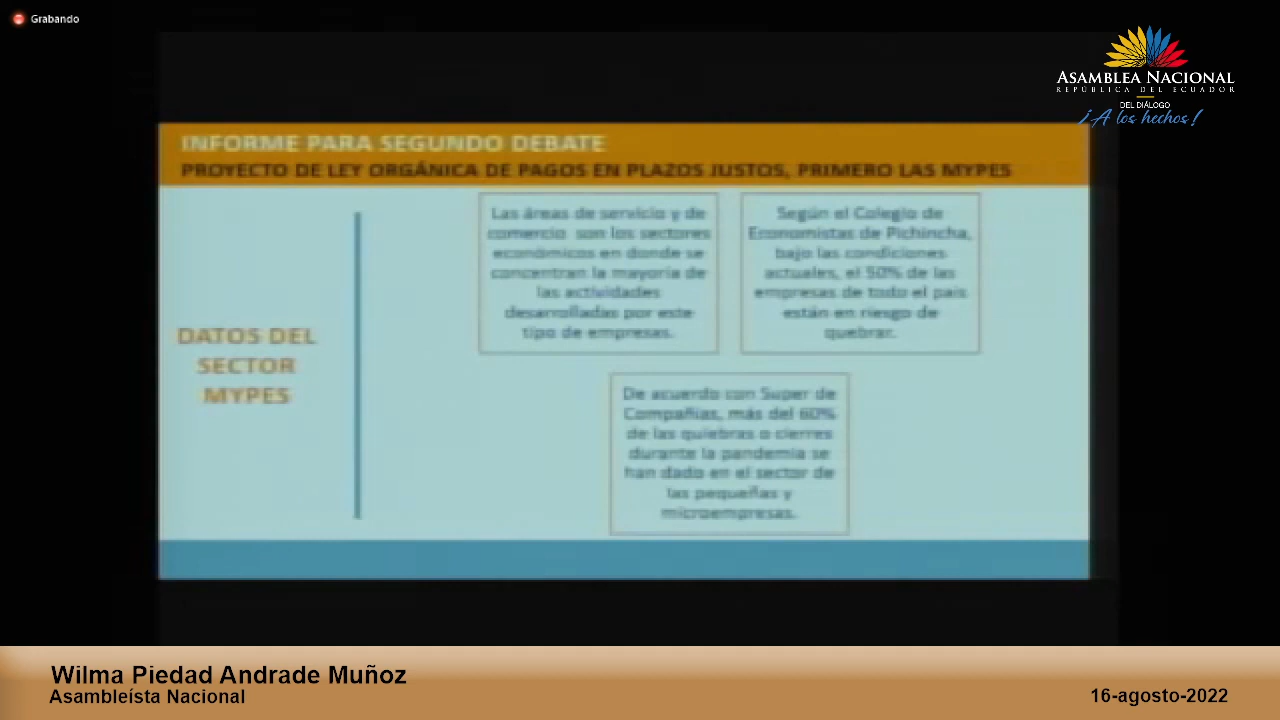 Grabando
ASAMBLEA NACIONAL
REPÚBLICA DEL ECUADOR
DEL DIÁLOGO
¡A los hechos!
INFORME PARA SEGUNDO DEBATE
PROYECTO DE LEY ORGÁNICA DE PAGOS EN PLAZOS JUSTOS, PRIMERO LAS MYPES
DATOS DEL
SECTOR
MYPES
Las áreas de servicio y de
comercio son los sectores
económicos en donde se
concentran la mayoría de
las actividades
desarrolladas por este
tipo de empresas.
Según el Colegio de
Economistas de Pichincha,
bajo las condiciones
actuales, el 50% de las
empresas de todo el país
están en riesgo de
quebrar.
De acuerdo con Super de
Compañías, más del 60%
de las quiebras o cierres
durante la pandemia se
han dado en el sector de
las pequeñas y
microempresas.
Wilma Piedad Andrade Muñoz
Asambleísta Nacional
16-agosto-2022